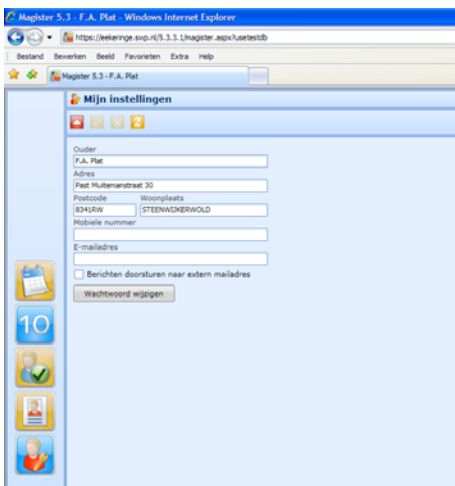 Magister 5.3 - F.A. Plat - Windows Internet Explorer
https://eekeringe.swp.nl/5.3.3.1/magister.aspx?usetestdb
Bestand Bewerken Beeld Favorieten Extra Help
Magister 5.3 - F.A. Plat
Mijn instellingen
Ouder
F.A. Plat
Adres
Past Muitemanstraat 30
Postcode Woonplaats
8341RW STEENWIJKERWOLD
Mobiele nummer
E-mailadres
Berichten doorsturen naar extern mailadres
Wachtwoord wijzigen
10